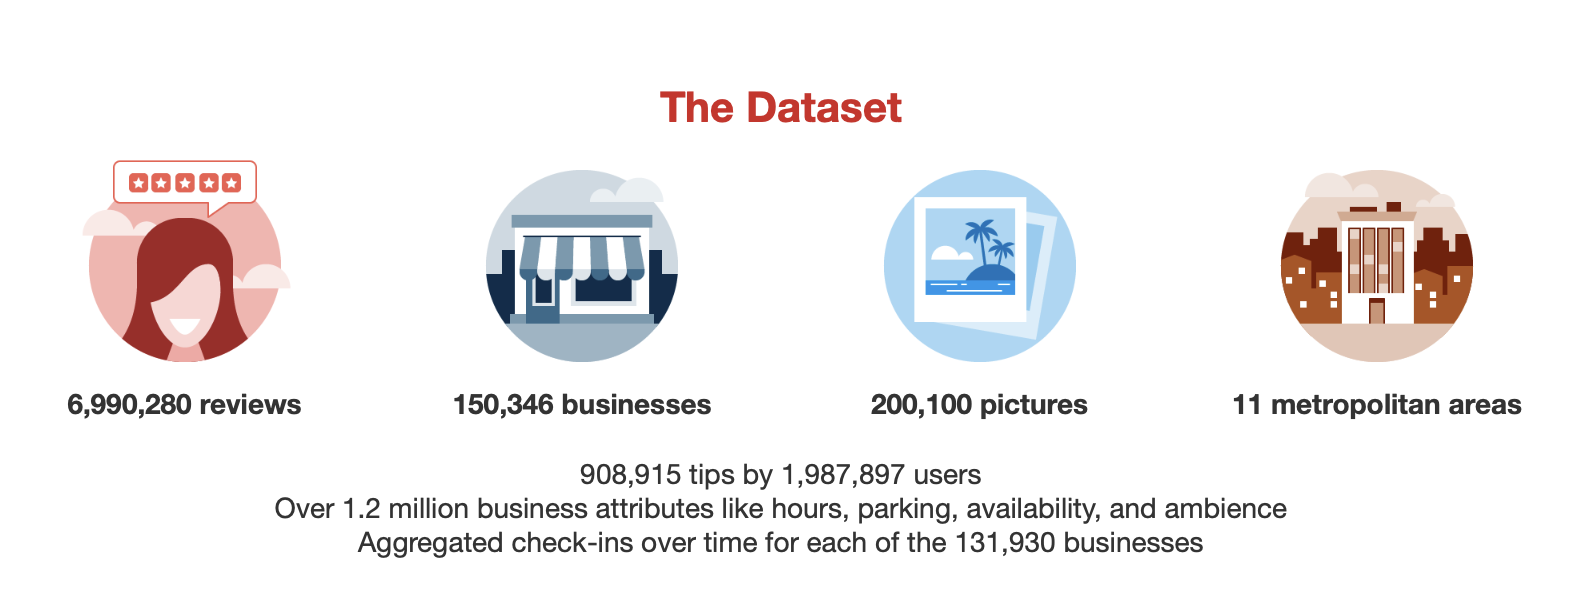 The Dataset
6,990,280 reviews
150,346 businesses
200,100 pictures
11 metropolitan areas
908,915 tips by 1,987,897 users
Over 1.2 million business attributes like hours, parking, availability, and ambience
Aggregated check-ins over time for each of the 131,930 businesses